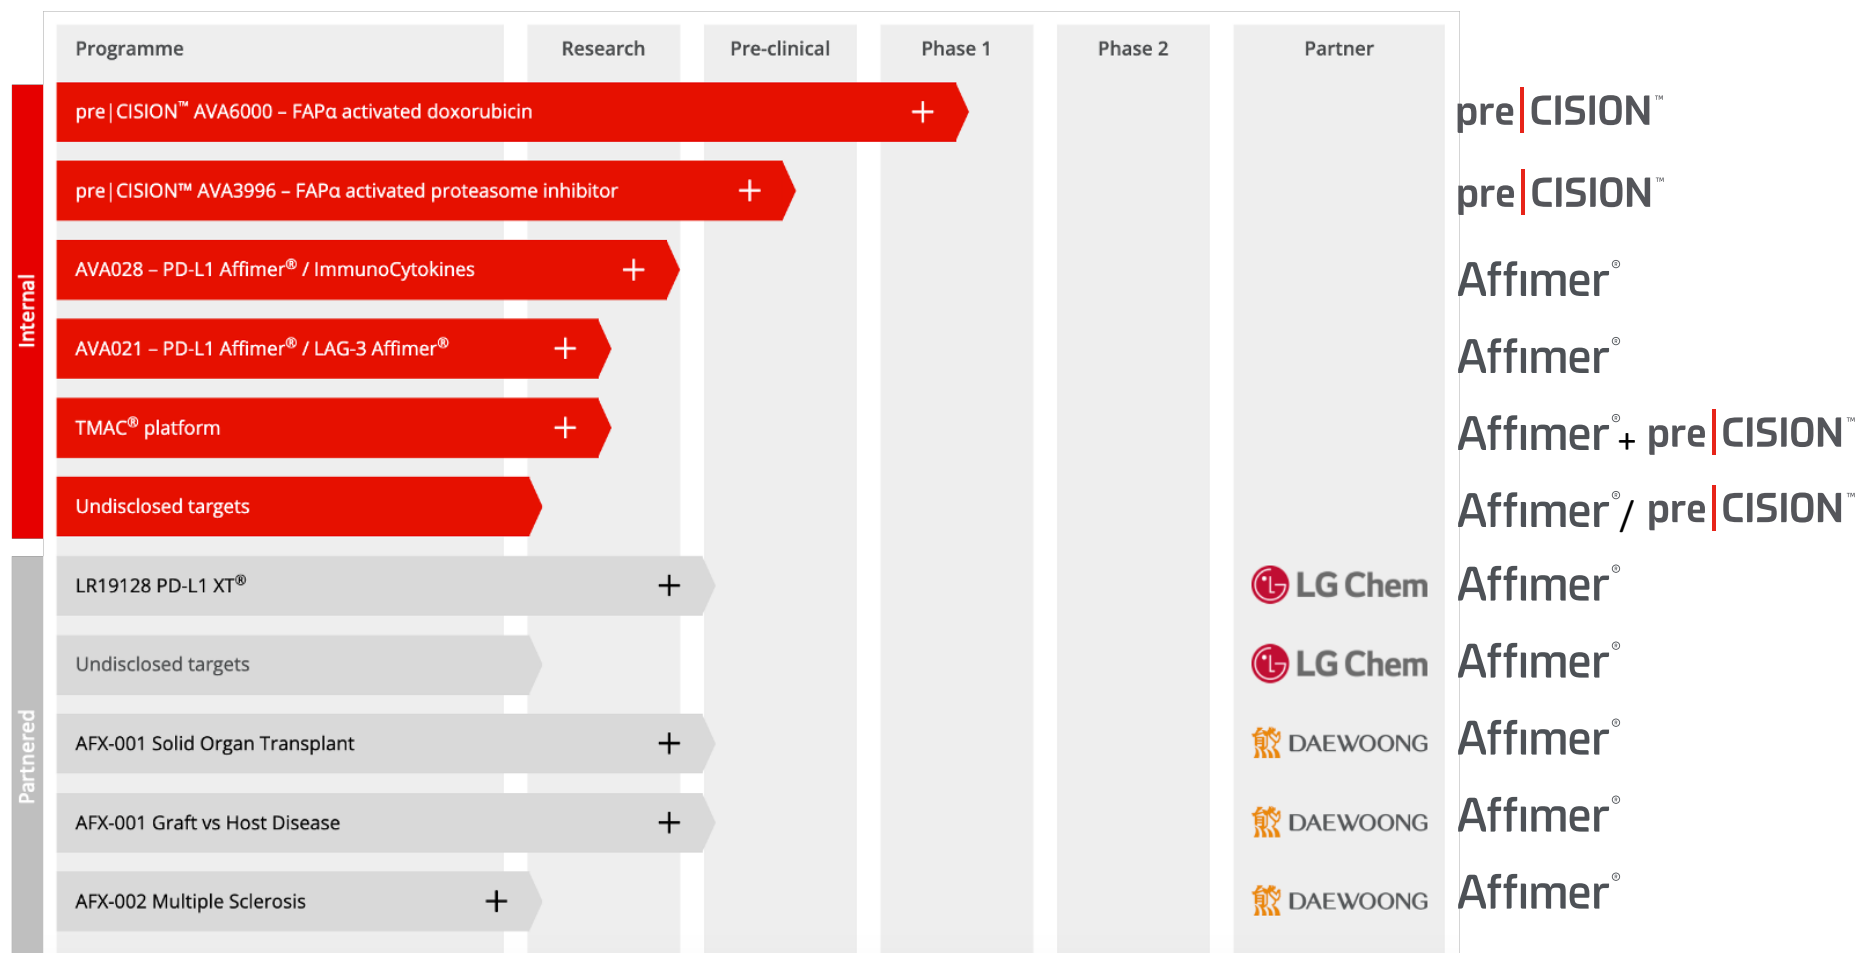 Programme Research Pre-clinical Phase 1 Phase 2 Partner
Internal
pre|CISION™ AVA6000 – FAPα activated doxorubicin + pre|CISION™
pre|CISION™ AVA3996 – FAPα activated proteasome inhibitor + pre|CISION™
AVA028 – PD-L1 Affimer® / ImmunoCytokines + Affimer®
AVA021 – PD-L1 Affimer® / LAG-3 Affimer® + Affimer®
TMAC® platform + Affimer® + pre|CISION™
Undisclosed targets Affimer® / pre|CISION™
Partnered
LR19128 PD-L1 XT® + LG Chem Affimer®
Undisclosed targets LG Chem Affimer®
AFX-001 Solid Organ Transplant + DAEWOONG Affimer®
AFX-001 Graft vs Host Disease + DAEWOONG Affimer®
AFX-002 Multiple Sclerosis + DAEWOONG Affimer®